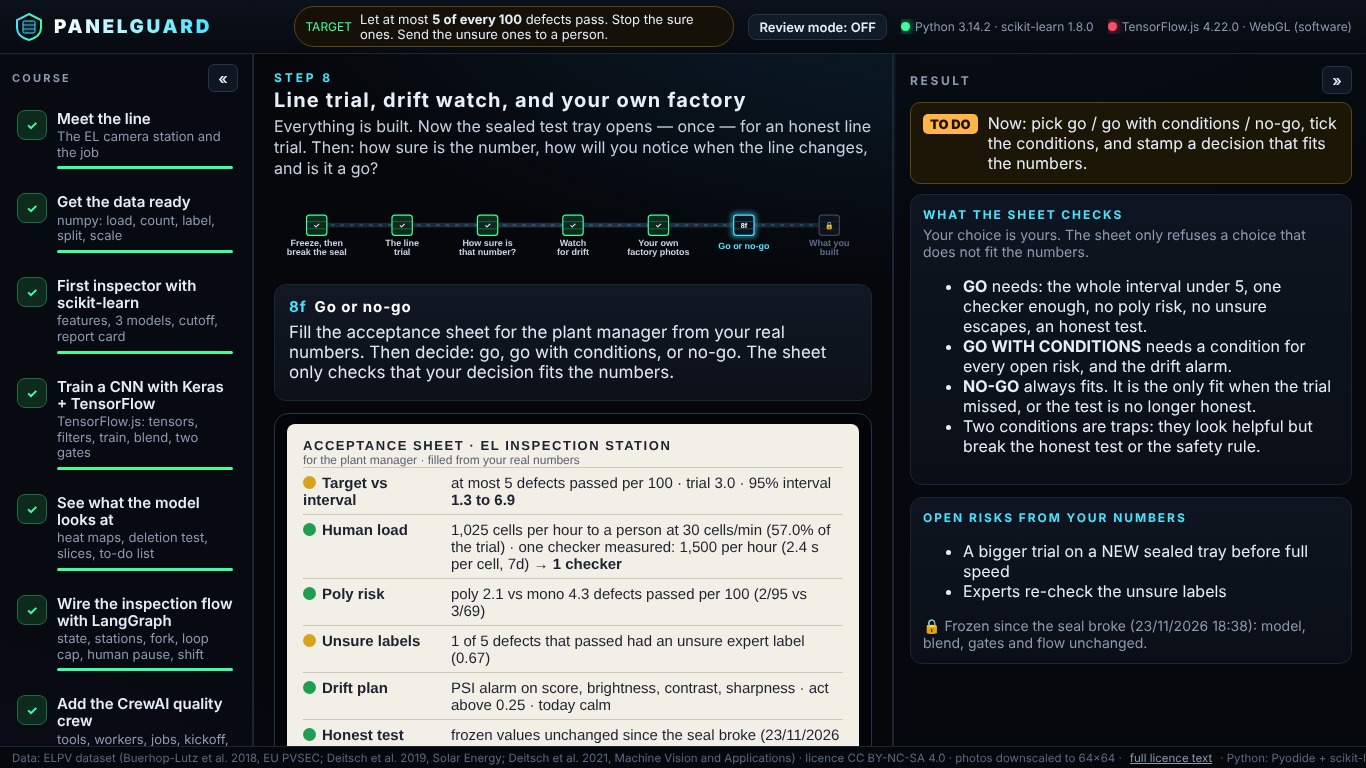 PANELGUARD
TARGET
Let at most 5 of every 100 defects pass. Stop the sure
ones. Send the unsure ones to a person.
Review mode: OFF
Python 3.14.2 · scikit-learn 1.8.0
TensorFlow.js 4.22.0 · WebGL (software)
COURSE
«
Meet the line
The EL camera station and
the job
Get the data ready
numpy: load, count, label,
split, scale
First inspector with
scikit-learn
features, 3 models, cutoff,
report card
Train a CNN with Keras
+ TensorFlow
TensorFlow.js: tensors,
filters, train, blend, two
gates
See what the model
looks at
heat maps, deletion test,
slices, to-do list
Wire the inspection flow
with LangGraph
state, stations, fork, loop
cap, human pause, shift
Add the CrewAI quality
crew
tools, workers, jobs, kickoff,
STEP 8
Line trial, drift watch, and your own factory
Everything is built. Now the sealed test tray opens — once — for an honest line
trial. Then: how sure is the number, how will you notice when the line changes,
and is it a go?
8f
Freeze, then
break the seal
The line
trial
How sure is
that number?
Watch
for drift
Your own
factory photos
Go or no-go
What you
built
8f Go or no-go
Fill the acceptance sheet for the plant manager from your real
numbers. Then decide: go, go with conditions, or no-go. The sheet
only checks that your decision fits the numbers.
ACCEPTANCE SHEET · EL INSPECTION STATION
for the plant manager · filled from your real numbers
Target vs
interval
at most 5 defects passed per 100 · trial 3.0 · 95% interval
1.3 to 6.9
Human load
1,025 cells per hour to a person at 30 cells/min (57.0% of
the trial) · one checker measured: 1,500 per hour (2.4 s
per cell, 7d) → 1 checker
Poly risk
poly 2.1 vs mono 4.3 defects passed per 100 (2/95 vs
3/69)
Unsure labels
1 of 5 defects that passed had an unsure expert label
(0.67)
Drift plan
PSI alarm on score, brightness, contrast, sharpness · act
above 0.25 · today calm
Honest test
frozen values unchanged since the seal broke (23/11/2026
RESULT
»
TO DO
Now: pick go / go with conditions / no-go, tick
the conditions, and stamp a decision that fits
the numbers.
WHAT THE SHEET CHECKS
Your choice is yours. The sheet only refuses a choice that
does not fit the numbers.
• GO needs: the whole interval under 5, one
checker enough, no poly risk, no unsure
escapes, an honest test.
• GO WITH CONDITIONS needs a condition for
every open risk, and the drift alarm.
• NO-GO always fits. It is the only fit when the trial
missed, or the test is no longer honest.
• Two conditions are traps: they look helpful but
break the honest test or the safety rule.
OPEN RISKS FROM YOUR NUMBERS
• A bigger trial on a NEW sealed tray before full
speed
• Experts re-check the unsure labels
🔒 Frozen since the seal broke (23/11/2026 18:38): model,
blend, gates and flow unchanged.
Data: ELPV dataset (Buerhop-Lutz et al. 2018, EU PVSEC; Deitsch et al. 2019, Solar Energy; Deitsch et al. 2021, Machine Vision and Applications) · licence CC BY-NC-SA 4.0 · photos downscaled to 64×64 · full licence text · Python: Pyodide + scikit-